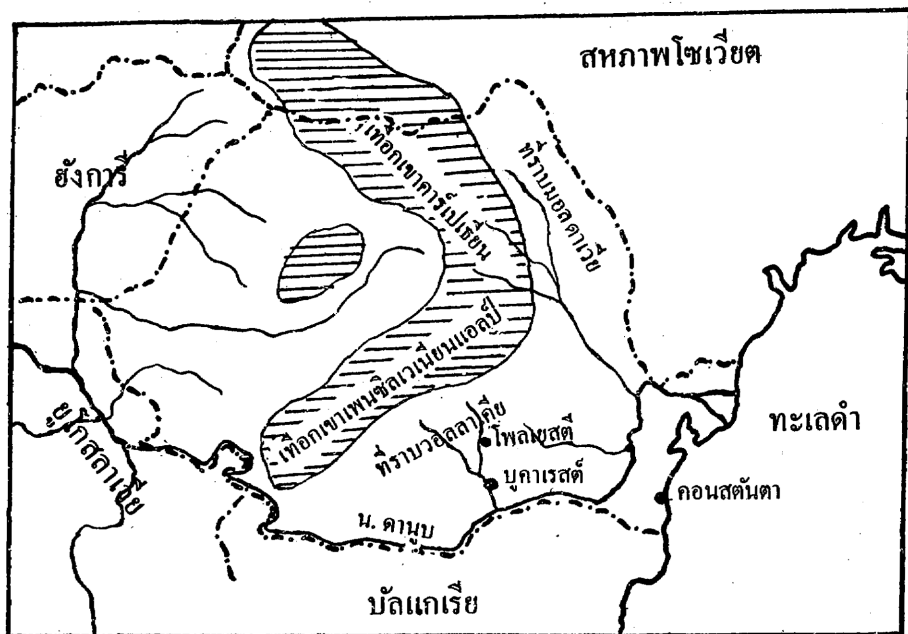 สหภาพโซเวียต
ฮังการี
เทือกเขาคาร์เปเธียน
ที่ราบมอลดาเวีย
เทือกเขาเพนซิลเวเนียนแอลป์
ที่ราบวอลลาเคีย
โพลเยสตี
ทะเลดำ
ยูโกสลาเวีย
บูคาเรสต์
คอนสตันตา
น. ดานูบ
บัลแกเรีย